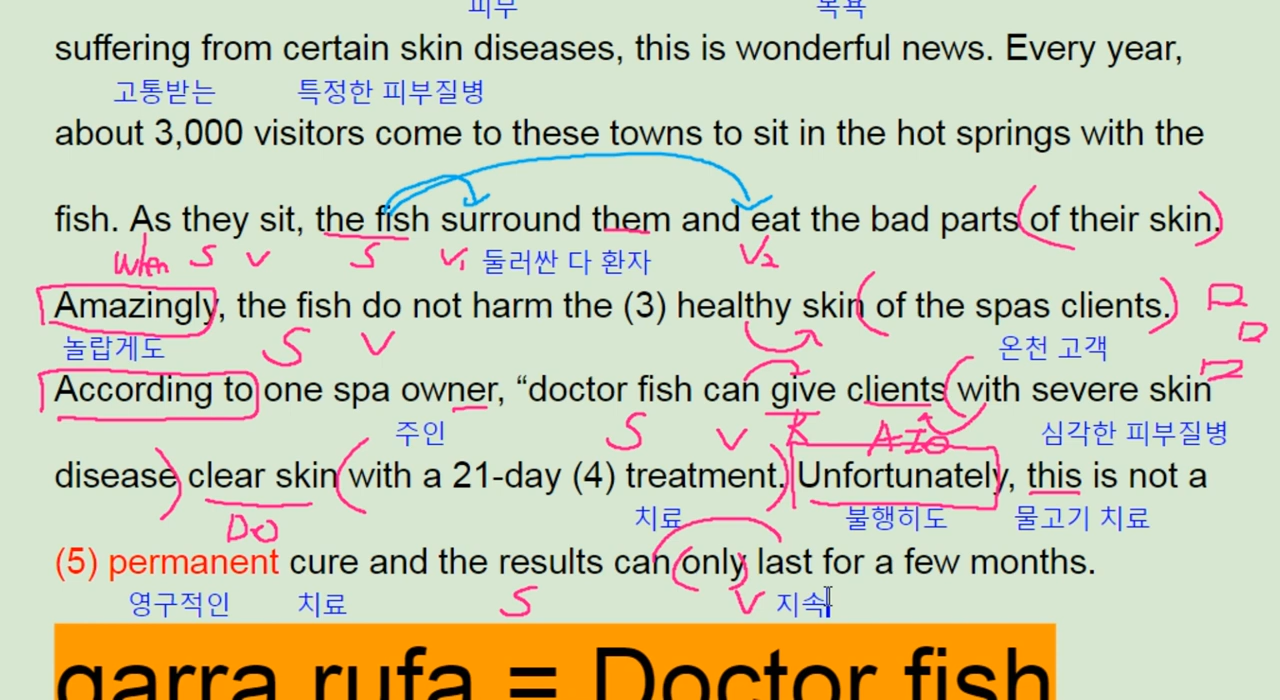 피부 목욕
suffering from certain skin diseases, this is wonderful news. Every year,
고통받는 특정한 피부질병
about 3,000 visitors come to these towns to sit in the hot springs with the
fish. As they sit, the fish surround them and eat the bad parts (of their skin.)
When S V S V1 둘러싼 다 환자 V2
Amazingly, the fish do not harm the (3) healthy skin (of the spas clients.)
놀랍게도 S V 온천 고객
According to one spa owner, “doctor fish can give clients (with severe skin
주인 S V R IO 심각한 피부질병
disease) clear skin (with a 21-day (4) treatment.) Unfortunately, this is not a
DO 치료 불행히도 물고기 치료
(5) permanent cure and the results can (only) last for a few months.
영구적인 치료 S V 지속
garra rufa = Doctor fish